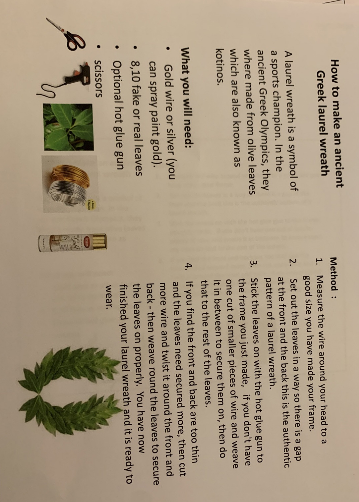 How to make an ancient
Greek laurel wreath
A laurel wreath is a symbol of
a sports champion. In the
ancient Greek Olympics, they
where made from olive leaves
which are also known as
kotinos.
What you will need:
• Gold wire or silver (you
can spray paint gold).
• 8,10 fake or real leaves
• Optional hot glue gun
• scissors
Method :
1. Measure the wire around your head to a
good size you have made your frame.
2. Set out the leaves in a way so there is a gap
at the front and the back this is the authentic
pattern of a laurel wreath.
3. Stick the leaves on with the hot glue gun to
the frame you just made, if you don't have
one cut of smaller pieces of wire and weave
it in between to secure them on, then do
that to the rest of the leaves.
4. If you find the front and back are too thin
and the leaves need secured more, then cut
more wire and twist it around the front and
back - then weave round the leaves to secure
the leaves on properly. You have now
finished your laurel wreath and it is ready to
wear.